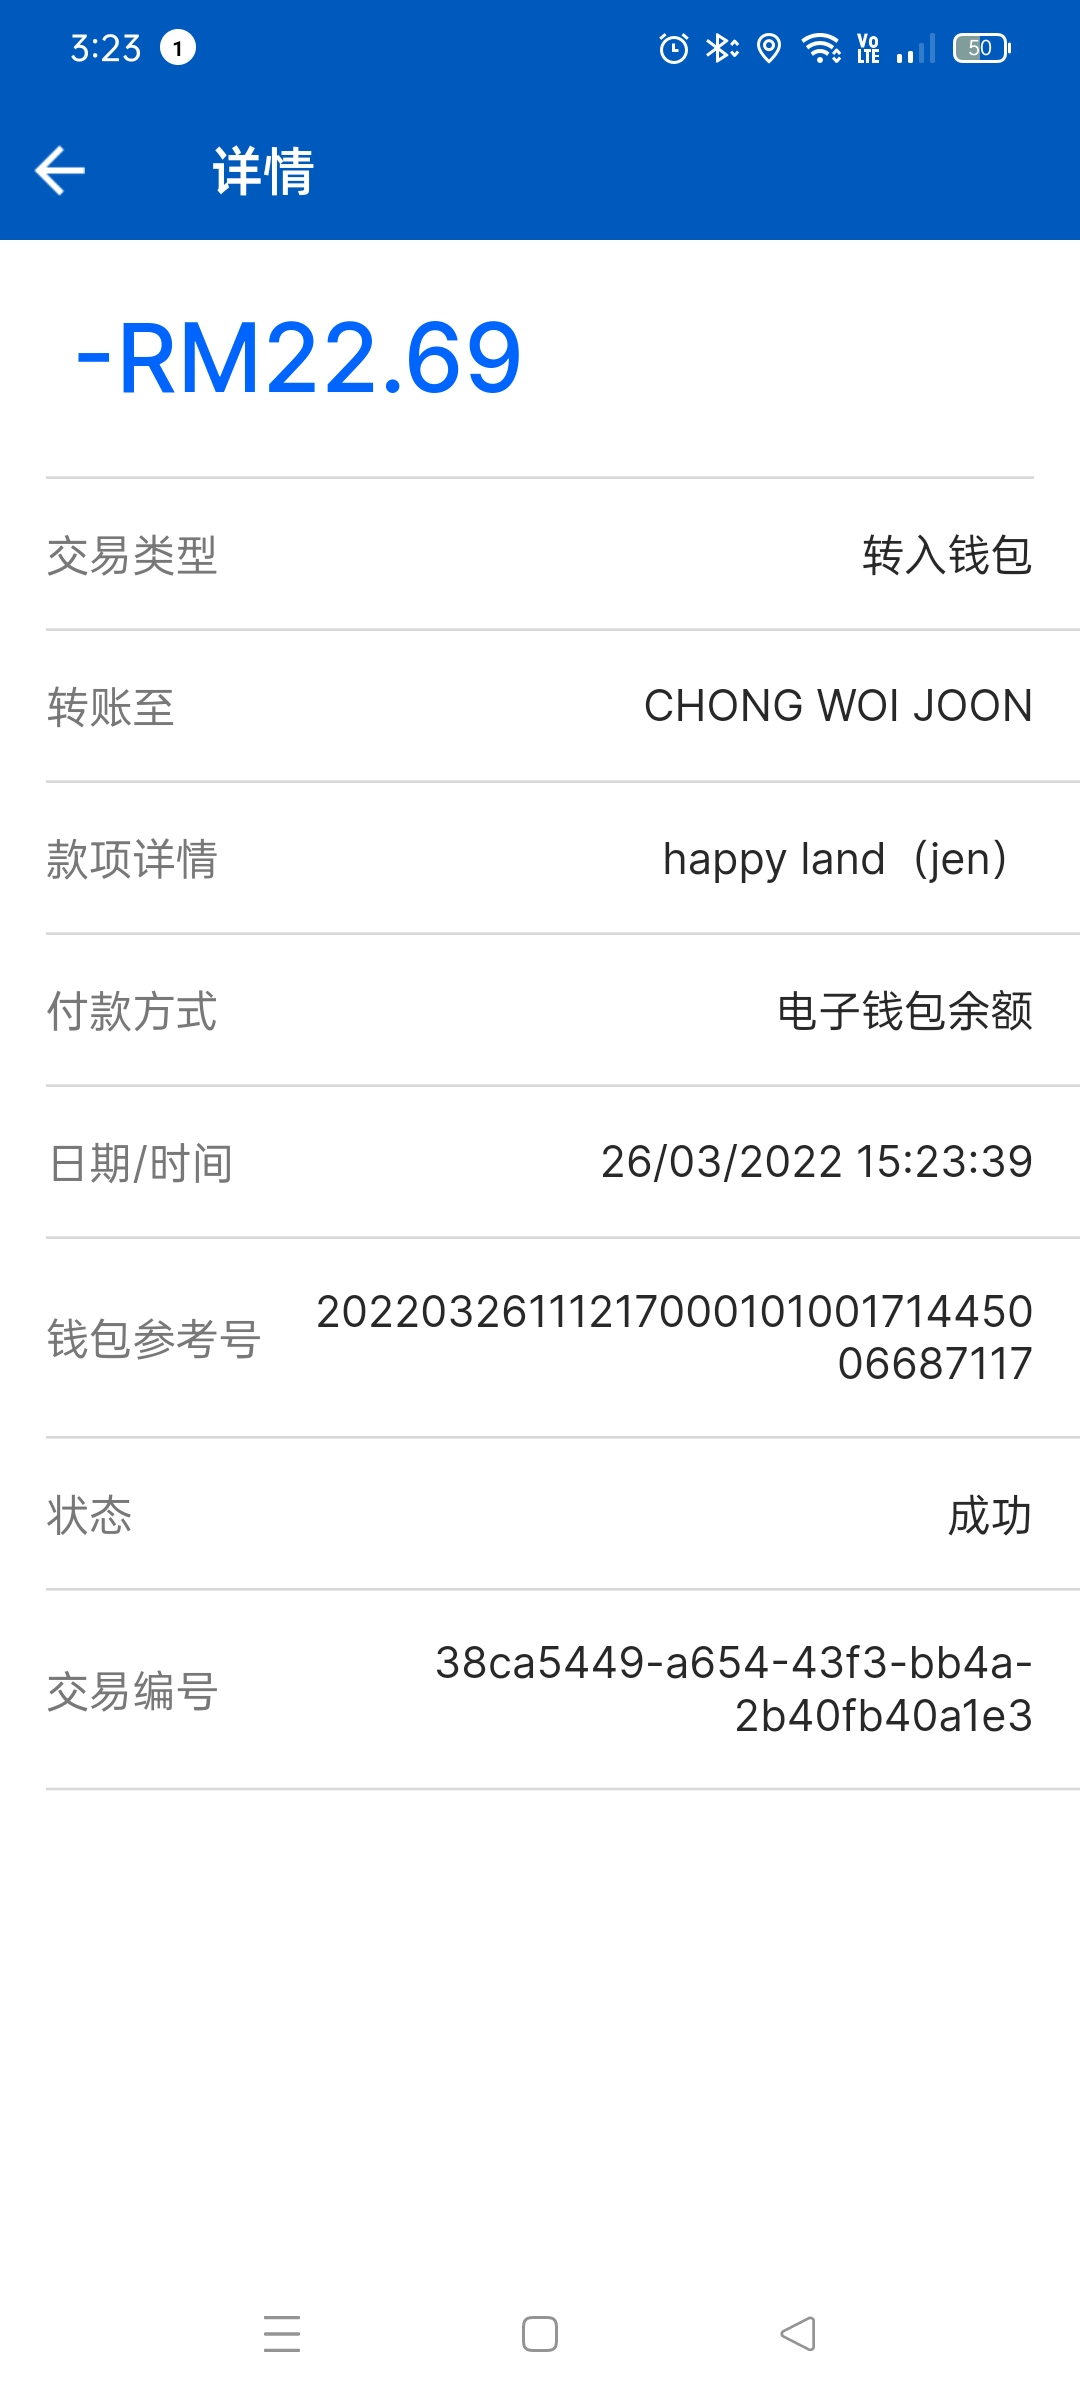 3:23 1 Vo LTE 50
详情
-RM22.69
交易类型 转入钱包
转账至 CHONG WOI JOON
款项详情 happy land（jen）
付款方式 电子钱包余额
日期/时间 26/03/2022 15:23:39
钱包参考号 20220326111217000101001714450
06687117
状态 成功
交易编号 38ca5449-a654-43f3-bb4a-
2b40fb40a1e3